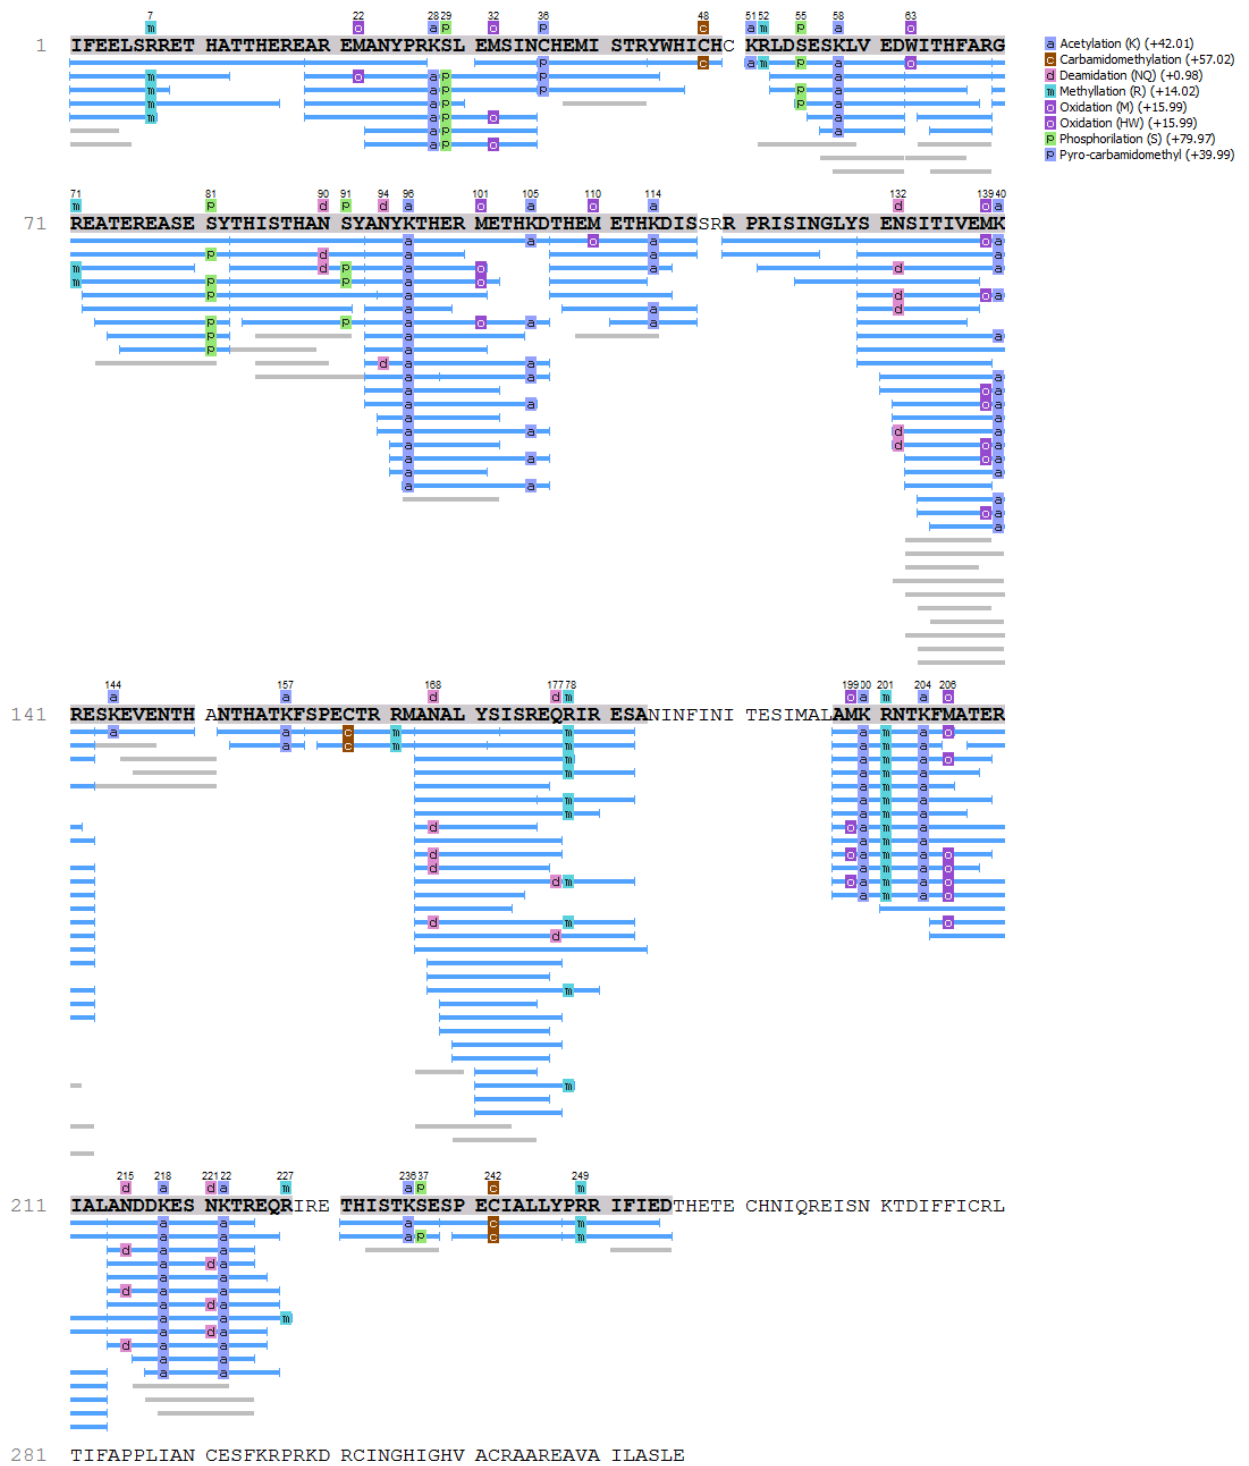 7 22 28 29 32 36 48 51 52 55 58 63
m o a p o p c a m p a o
1 IFEELSRRET HATTHEREAR EMANYPRKSL EMSINCHEMI STRYWHICHC KRLDSESKLV EDWITHFARG
a Acetylation (K) (+42.01)
c Carbamidomethylation (+57.02)
d Deamidation (NQ) (+0.98)
m Methyllation (R) (+14.02)
o Oxidation (M) (+15.99)
o Oxidation (HW) (+15.99)
p Phosphorilation (S) (+79.97)
p Pyro-carbamidomethyl (+39.99)
71 81 90 91 94 96 101 105 110 114 132 139 40
m p d p d a o a o a d o a
71 REATEREASE SYTHISTHAN SYANYKTHER METHKDTHEM ETHKDISSRR PRISINGLYS ENSITIVEMK
144 157 168 177 78 199 00 201 204 206
a a d d m o a m a o
141 RESKEVENTH ANTHATKFSP ECTRRMANAL YSISREQRIR ESANINFINI TESIMALAMK RNTKFMATER
215 218 221 22 227 236 37 242 249
d a d a m a p c m
211 IALANDDKES NKTREQRIRE THISTKSESP ECIALLYPRR IFIEDTHETE CHNIQREISN KTDIFFICRL
281 TIFAPPLIAN CESFKRPRKD RCINGHIGHV ACRAAREAVA ILASLE